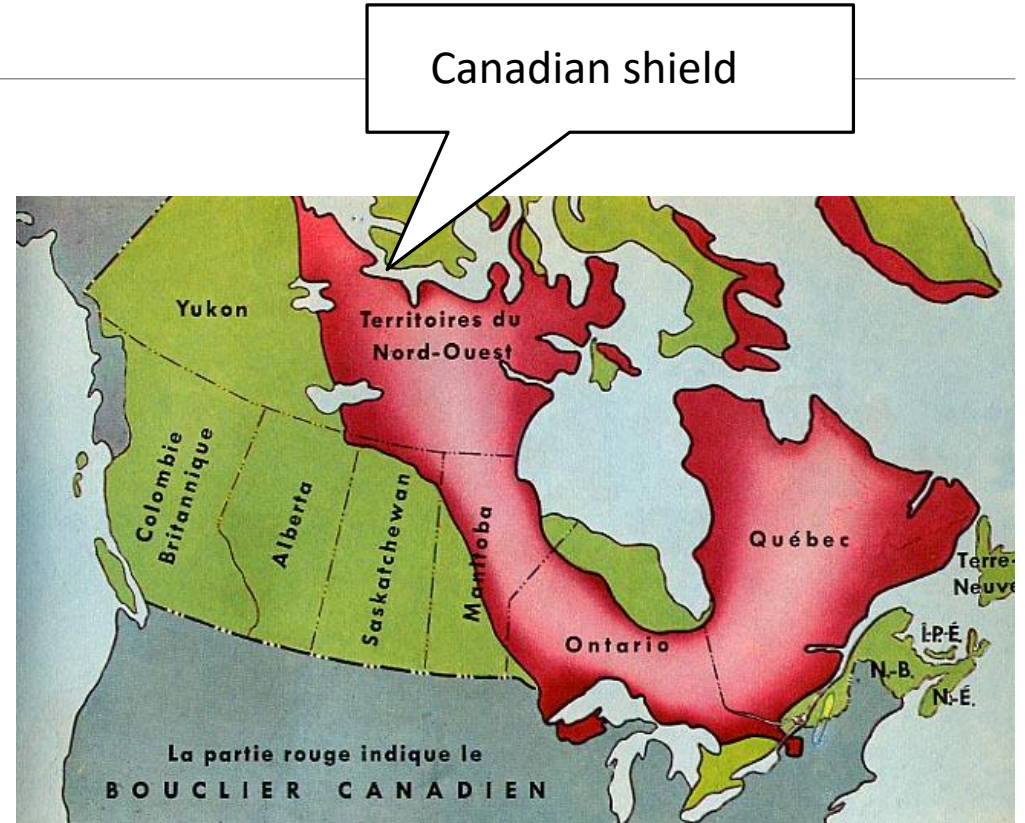 Canadian shield
Yukon
Territoires du
Nord-Ouest
Colombie
Britannique
Alberta
Saskatchewan
Manitoba
Ontario
Québec
Terre-
Neuve
Î.-P.-É.
N.-B.
N.-É.
La partie rouge indique le
BOUCLIER CANADIEN